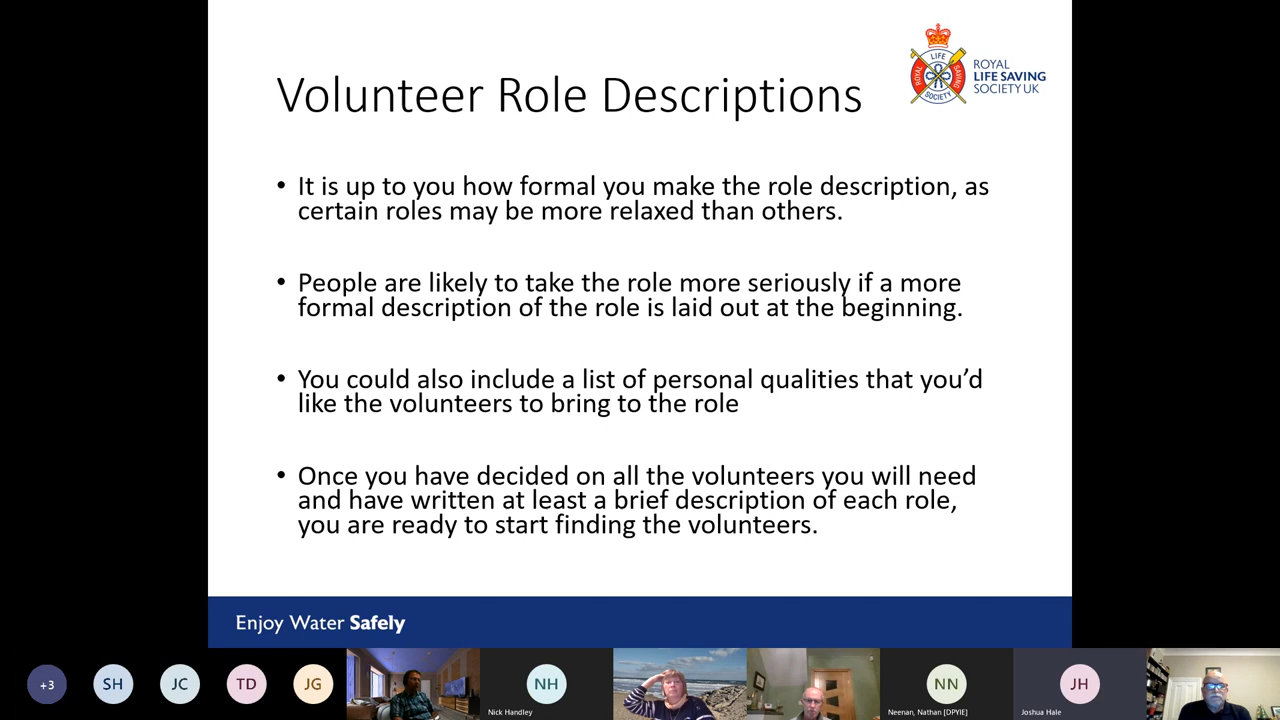 Volunteer Role Descriptions
ROYAL
LIFE SAVING
SOCIETY UK
LIFE
ROYAL
SAVING
SOCIETY
• It is up to you how formal you make the role description, as
certain roles may be more relaxed than others.
• People are likely to take the role more seriously if a more
formal description of the role is laid out at the beginning.
• You could also include a list of personal qualities that you’d
like the volunteers to bring to the role
• Once you have decided on all the volunteers you will need
and have written at least a brief description of each role,
you are ready to start finding the volunteers.
Enjoy Water Safely
+3
SH
JC
TD
JG
NH
Nick Handley
NN
Neenan, Nathan [DPYIE]
JH
Joshua Hale